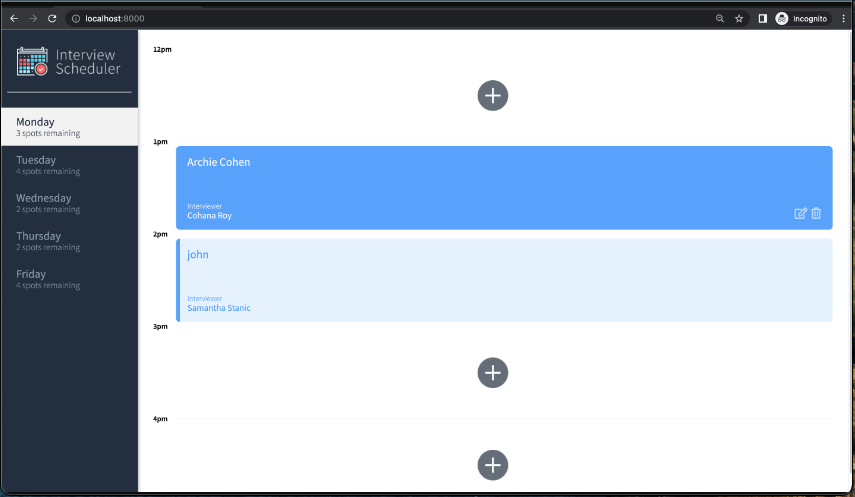 localhost:8000
Incognito
Interview
Scheduler
Monday
3 spots remaining
Tuesday
4 spots remaining
Wednesday
2 spots remaining
Thursday
2 spots remaining
Friday
4 spots remaining
12pm
1pm
Archie Cohen
Interviewer
Cohana Roy
2pm
john
Interviewer
Samantha Stanic
3pm
4pm